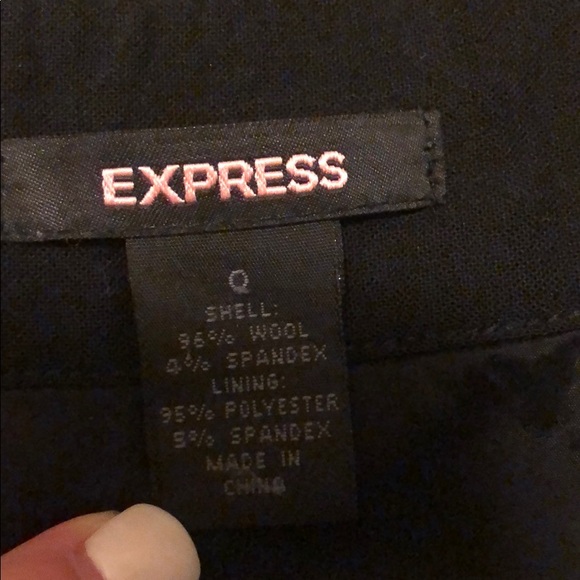 EXPRESS
Q
SHELL:
96% WOOL
4% SPANDEX
LINING:
95% POLYESTER
5% SPANDEX
MADE IN
CHINA